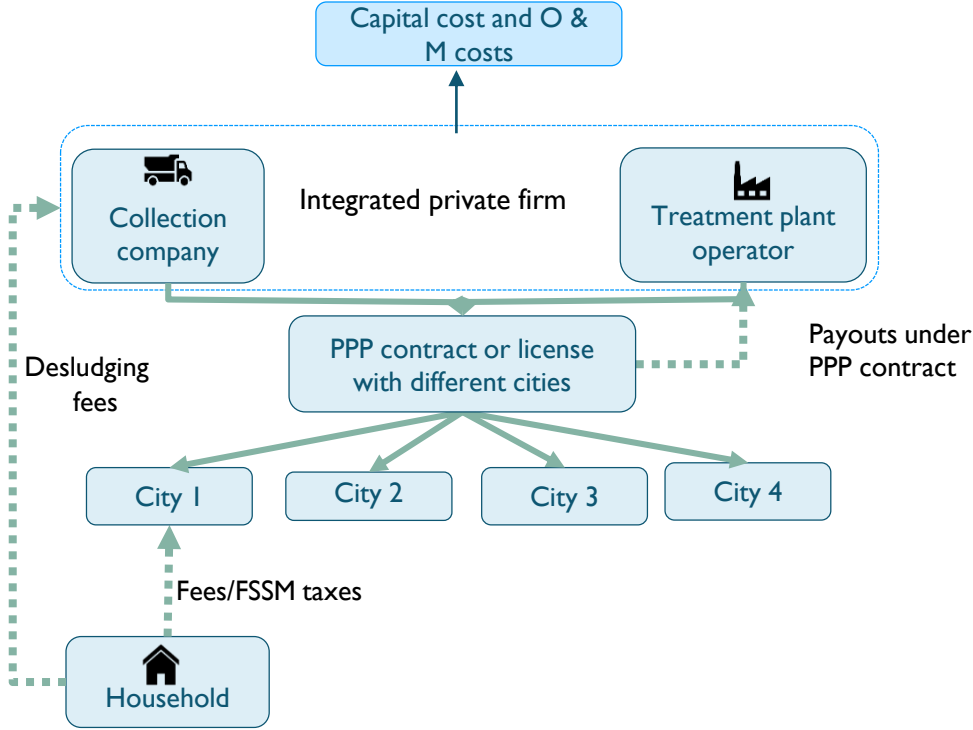 Capital cost and O &
M costs
Collection
company
Integrated private firm
Treatment plant
operator
PPP contract or license
with different cities
Payouts under
PPP contract
Desludging
fees
City 1
City 2
City 3
City 4
Fees/FSSM taxes
Household